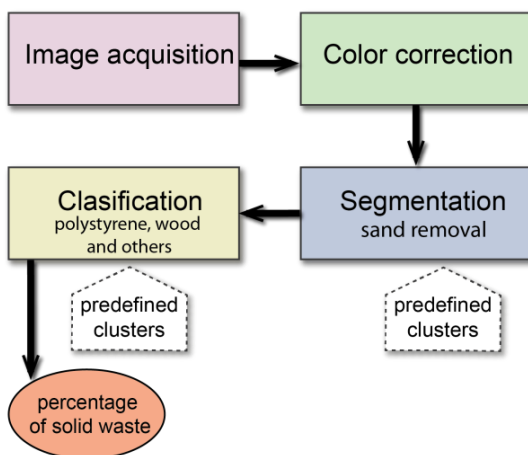 Image acquisition
Color correction
Clasification
polystyrene, wood
and others
Segmentation
sand removal
predefined
clusters
predefined
clusters
percentage
of solid waste